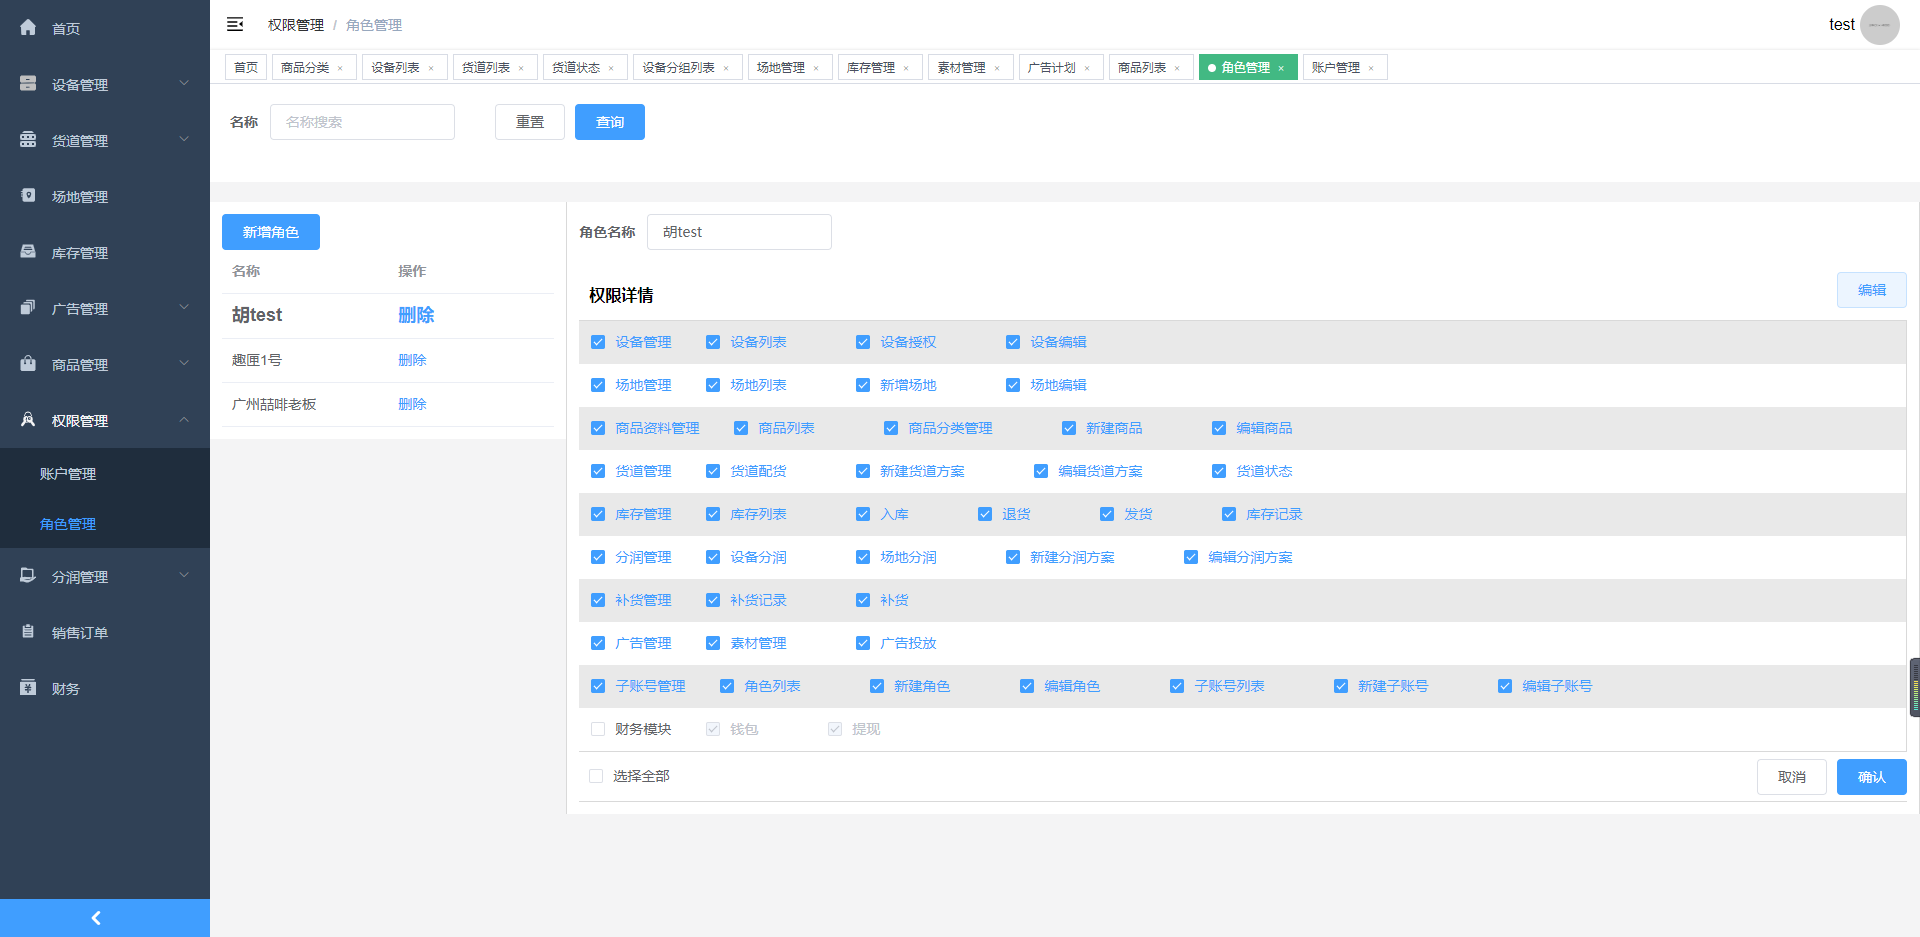 首页
设备管理
货道管理
场地管理
库存管理
广告管理
商品管理
权限管理
账户管理
角色管理
分润管理
销售订单
财务
权限管理 / 角色管理
test
首页 商品分类 × 设备列表 × 货道列表 × 货道状态 × 设备分组列表 × 场地管理 × 库存管理 × 素材管理 × 广告计划 × 商品列表 × 角色管理 × 账户管理 ×
名称 名称搜索 重置 查询
新增角色
名称 操作
胡test 删除
趣匣1号 删除
广州喆啡老板 删除
角色名称 胡test
权限详情 编辑
设备管理 设备列表 设备授权 设备编辑
场地管理 场地列表 新增场地 场地编辑
商品资料管理 商品列表 商品分类管理 新建商品 编辑商品
货道管理 货道配货 新建货道方案 编辑货道方案 货道状态
库存管理 库存列表 入库 退货 发货 库存记录
分润管理 设备分润 场地分润 新建分润方案 编辑分润方案
补货管理 补货记录 补货
广告管理 素材管理 广告投放
子账号管理 角色列表 新建角色 编辑角色 子账号列表 新建子账号 编辑子账号
财务模块 钱包 提现
选择全部 取消 确认